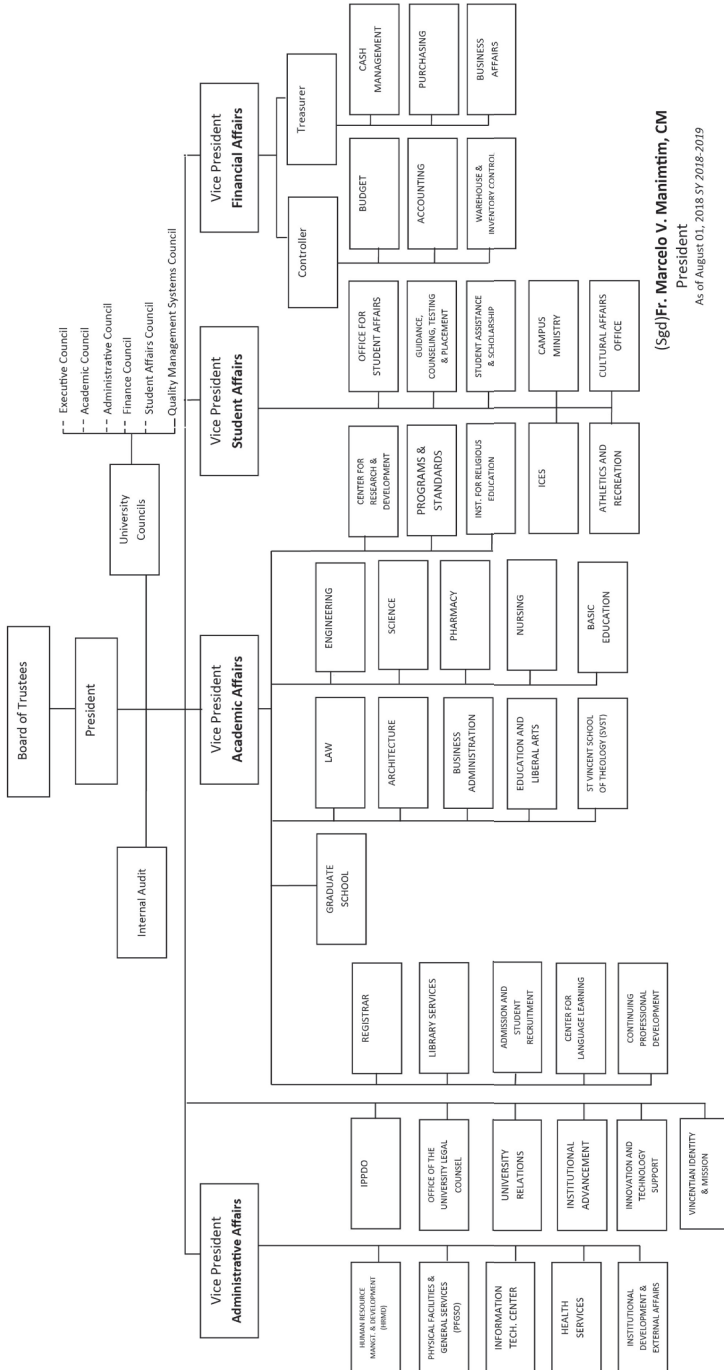 Board of Trustees
President
Internal Audit
University
Councils
Executive Council
Academic Council
Administrative Council
Finance Council
Student Affairs Council
Quality Management Systems Council
Vice President
Administrative Affairs
Vice President
Academic Affairs
Vice President
Student Affairs
Vice President
Financial Affairs
HUMAN RESOURCE
MANGT. & DEVELOPMENT
(HRMD)
PHYSICAL FACILITIES &
GENERAL SERVICES
(PFGSO)
INFORMATION
TECH. CENTER
HEALTH
SERVICES
INSTITUTIONAL
DEVELOPMENT &
EXTERNAL AFFAIRS
IPPDO
OFFICE OF THE
UNIVERSITY LEGAL
COUNSEL
UNIVERSITY
RELATIONS
INSTITUTIONAL
ADVANCEMENT
INNOVATION AND
TECHNOLOGY
SUPPORT
VINCENTIAN IDENTITY
& MISSION
REGISTRAR
LIBRARY SERVICES
ADMISSION AND
STUDENT
RECRUITMENT
CENTER FOR
LANGUAGE LEARNING
CONTINUING
PROFESSIONAL
DEVELOPMENT
GRADUATE
SCHOOL
LAW
ARCHITECTURE
BUSINESS
ADMINISTRATION
EDUCATION AND
LIBERAL ARTS
ST VINCENT SCHOOL
OF THEOLOGY (SVST)
ENGINEERING
SCIENCE
PHARMACY
NURSING
BASIC
EDUCATION
CENTER FOR
RESEARCH &
DEVELOPMENT
PROGRAMS &
STANDARDS
INST. FOR RELIGIOUS
EDUCATION
ICES
ATHLETICS AND
RECREATION
OFFICE FOR
STUDENT AFFAIRS
GUIDANCE,
COUNSELING, TESTING
& PLACEMENT
STUDENT ASSISTANCE
& SCHOLARSHIP
CAMPUS
MINISTRY
CULTURAL AFFAIRS
OFFICE
Controller
Treasurer
BUDGET
ACCOUNTING
WAREHOUSE &
INVENTORY CONTROL
CASH
MANAGEMENT
PURCHASING
BUSINESS
AFFAIRS
(Sgd)Fr. Marcelo V. Manimtim, CM
President
As of August 01, 2018 SY 2018-2019